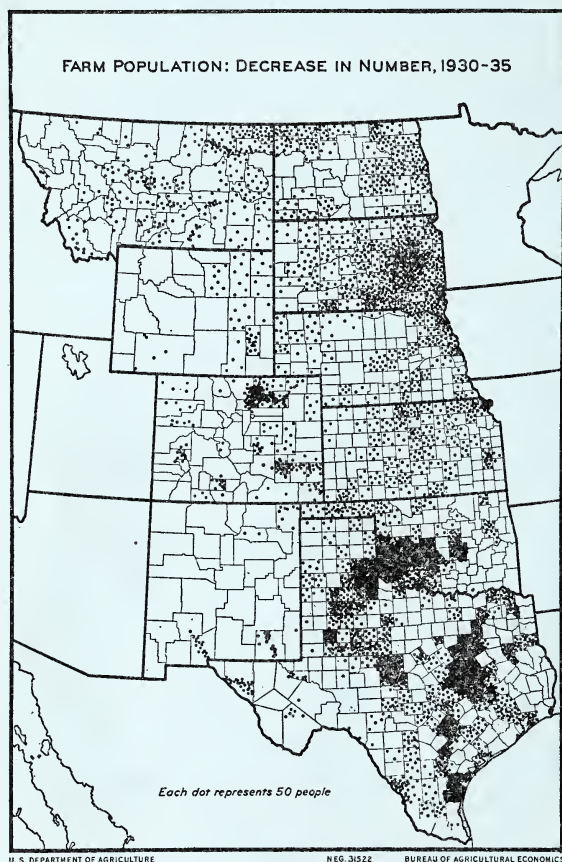 FARM POPULATION: DECREASE IN NUMBER, 1930-35
Each dot represents 50 people
U. S. DEPARTMENT OF AGRICULTURE NEG. 31522 BUREAU OF AGRICULTURAL ECONOMICS